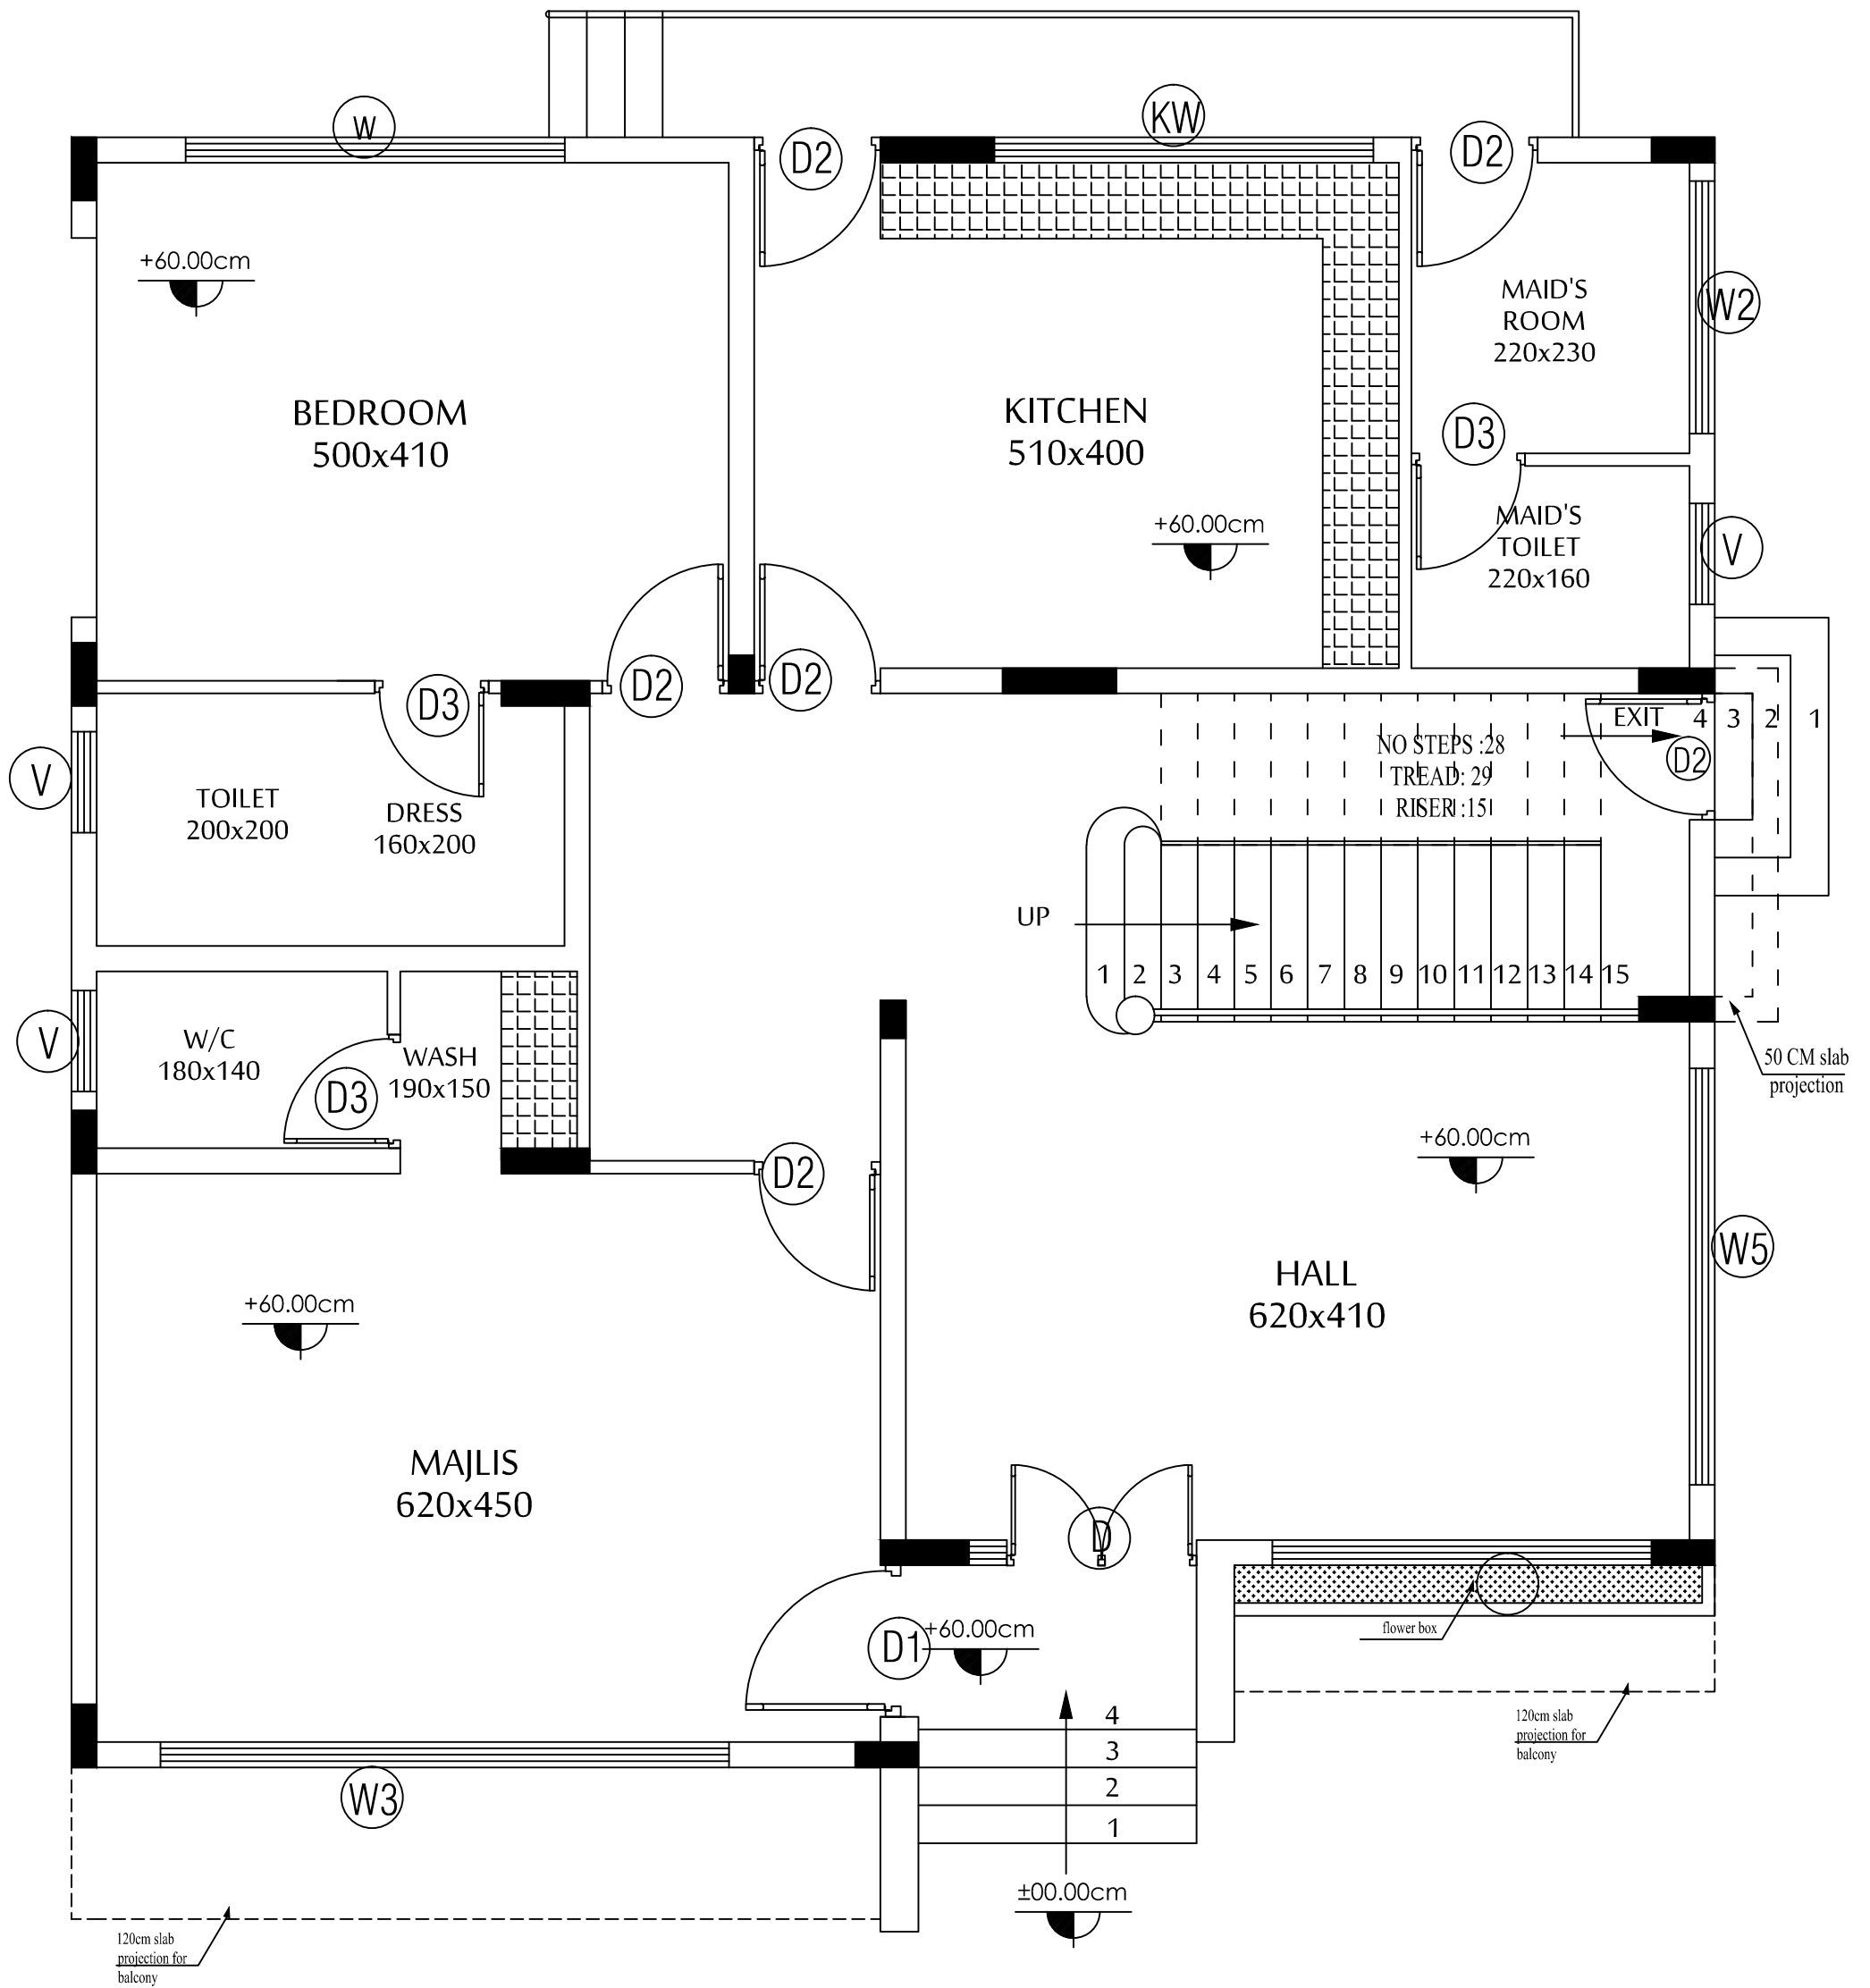 W
KW
D2
D2
+60.00cm
MAID'S
ROOM
220x230
W2
BEDROOM
500x410
KITCHEN
510x400
D3
+60.00cm
MAID'S
TOILET
220x160
V
D2
D2
D3
EXIT
4
3
2
1
NO STEPS :28
TREAD: 29
RISER :15
D2
V
TOILET
200x200
DRESS
160x200
UP
1
2
3
4
5
6
7
8
9
10
11
12
13
14
15
V
W/C
180x140
WASH
190x150
D3
50 CM slab
projection
+60.00cm
D2
W5
HALL
620x410
+60.00cm
MAJLIS
620x450
D
D1
+60.00cm
flower box
4
3
2
1
120cm slab
projection for
balcony
W3
±00.00cm
120cm slab
projection for
balcony